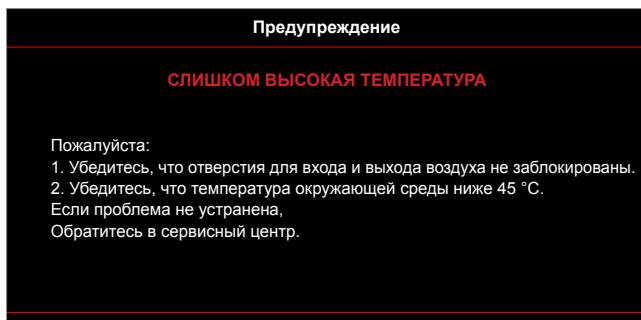 Предупреждение
СЛИШКОМ ВЫСОКАЯ ТЕМПЕРАТУРА
Пожалуйста:
1. Убедитесь, что отверстия для входа и выхода воздуха не заблокированы.
2. Убедитесь, что температура окружающей среды ниже 45 °C.
Если проблема не устранена,
Обратитесь в сервисный центр.